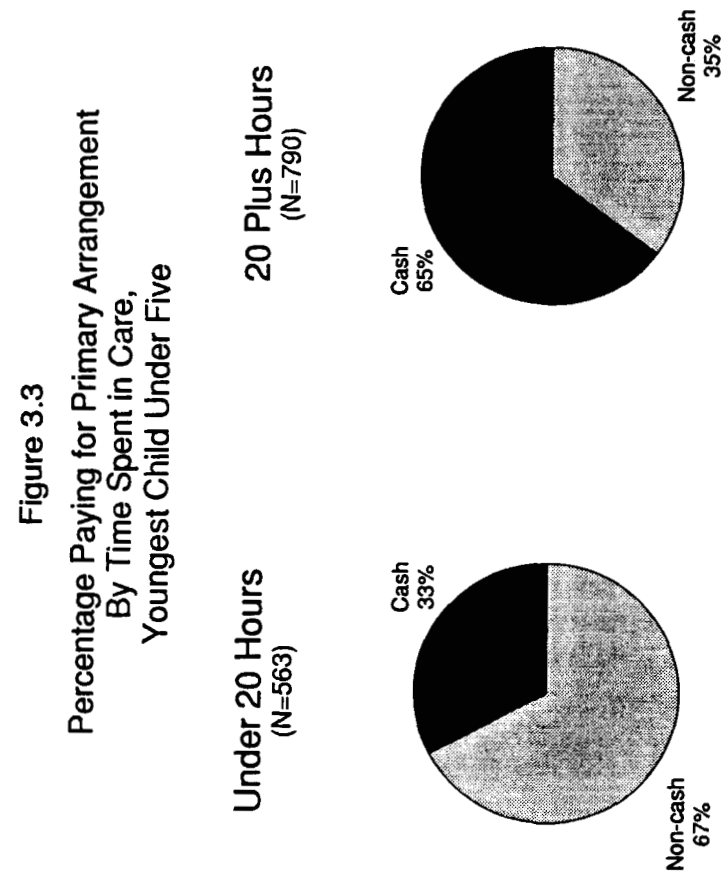 Figure 3.3
Percentage Paying for Primary Arrangement
By Time Spent in Care,
Youngest Child Under Five
Under 20 Hours
(N=563)
Cash
33%
Non-cash
67%
20 Plus Hours
(N=790)
Cash
65%
Non-cash
35%